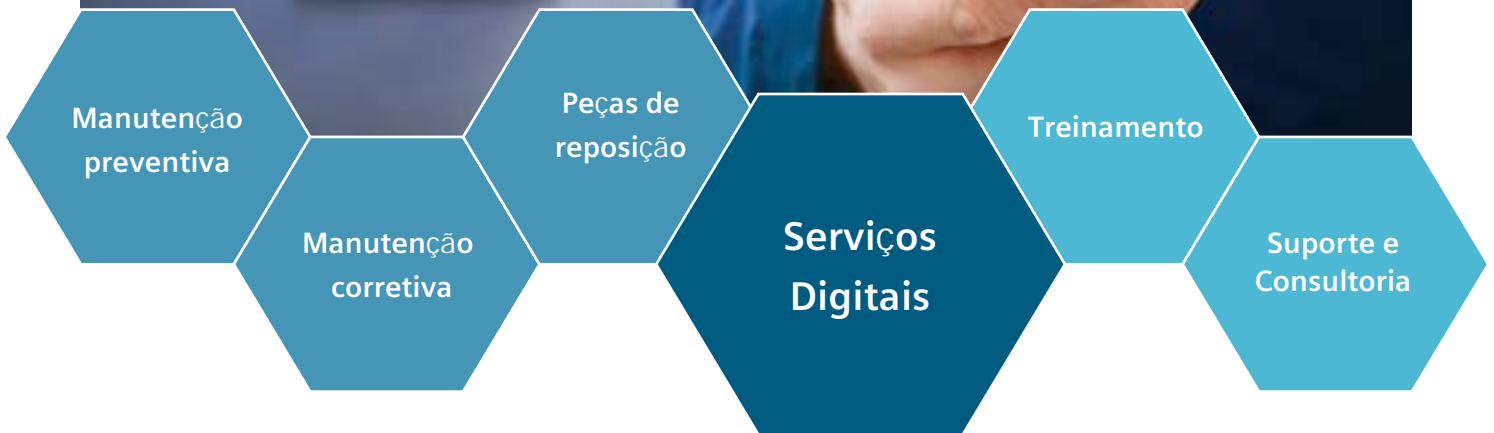 Manutenção
preventiva
Manutenção
corretiva
Peças de
reposição
Serviços
Digitais
Treinamento
Suporte e
Consultoria